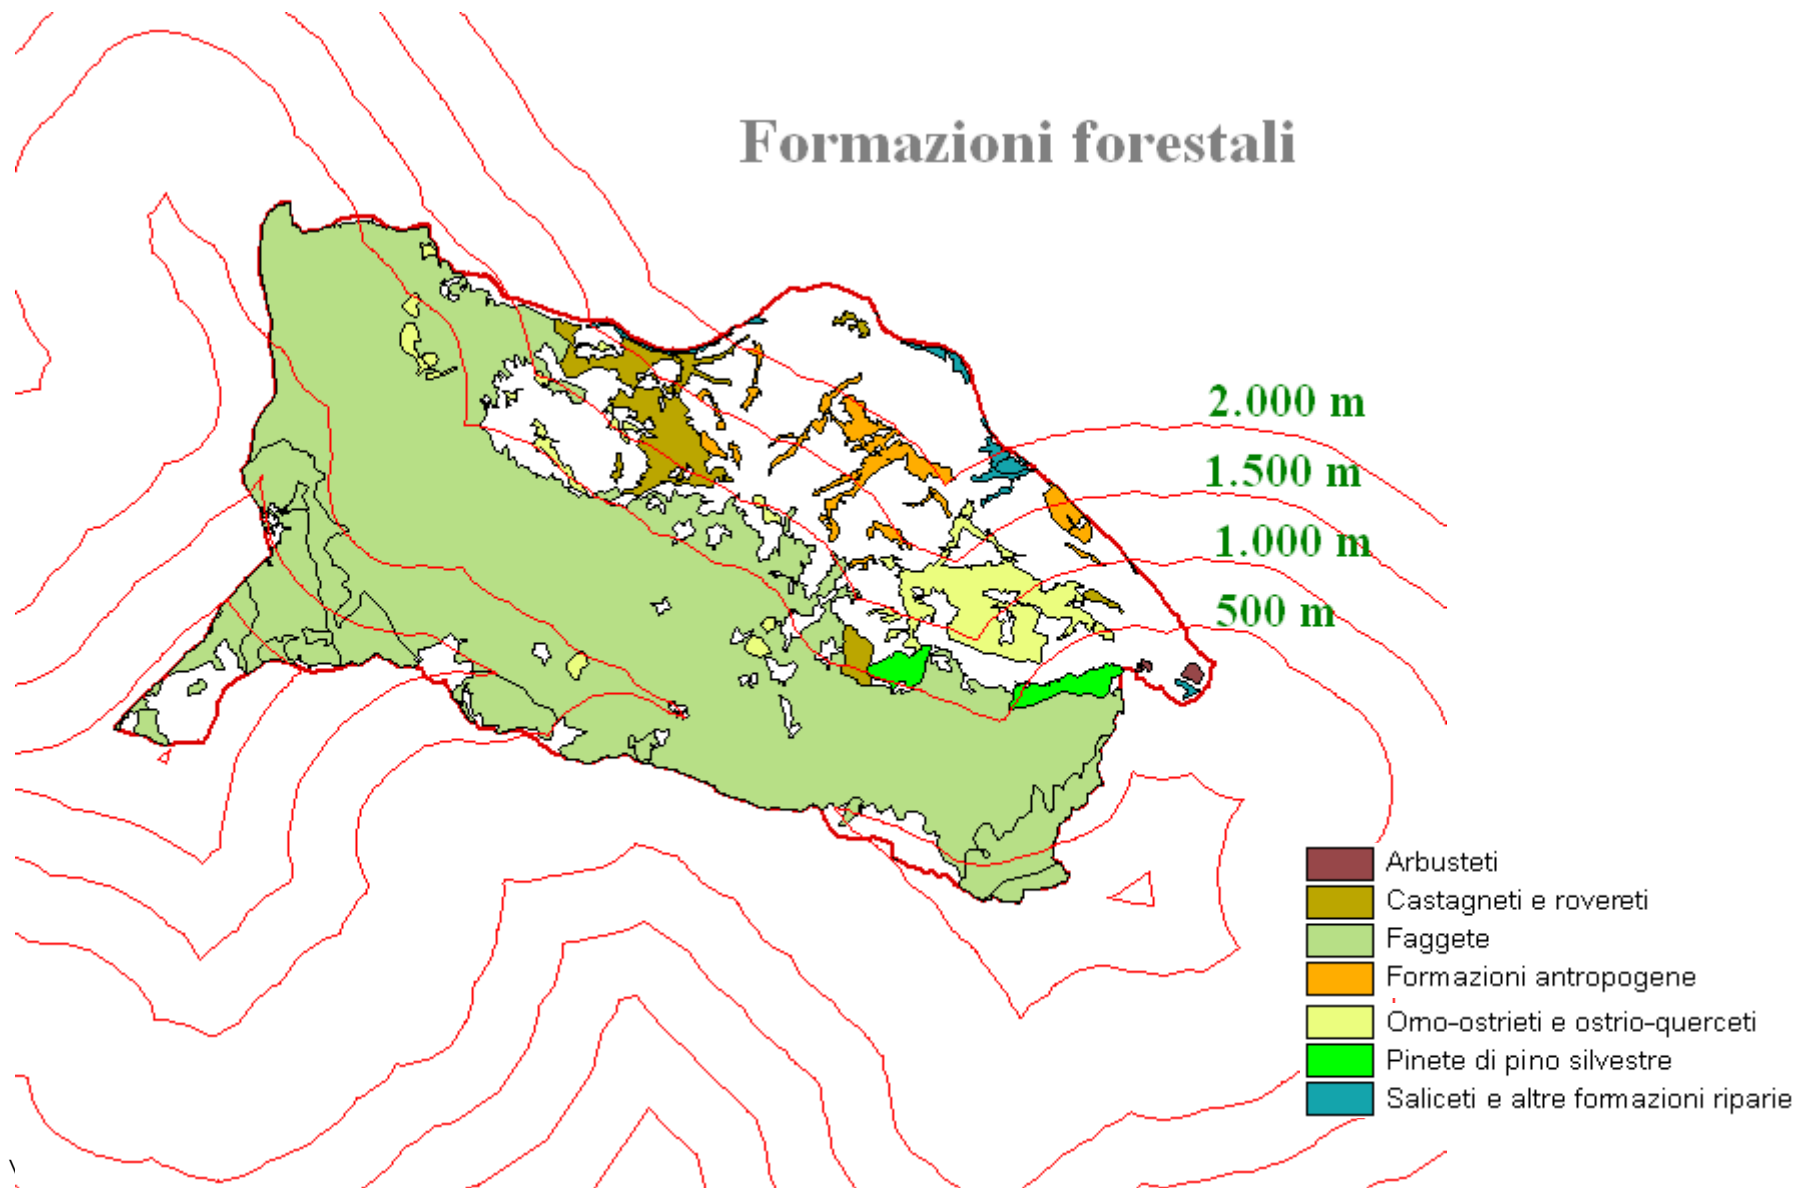 Formazioni forestali
2.000 m
1.500 m
1.000 m
500 m
Arbusteti
Castagneti e rovereti
Faggete
Formazioni antropogene
Orno-ostrieti e ostrio-querceti
Pinete di pino silvestre
Saliceti e altre formazioni riparie